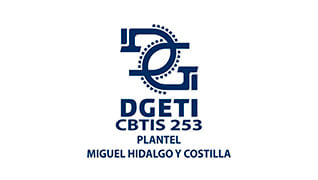 DGETI
CBTIS 253
PLANTEL
MIGUEL HIDALGO Y COSTILLA